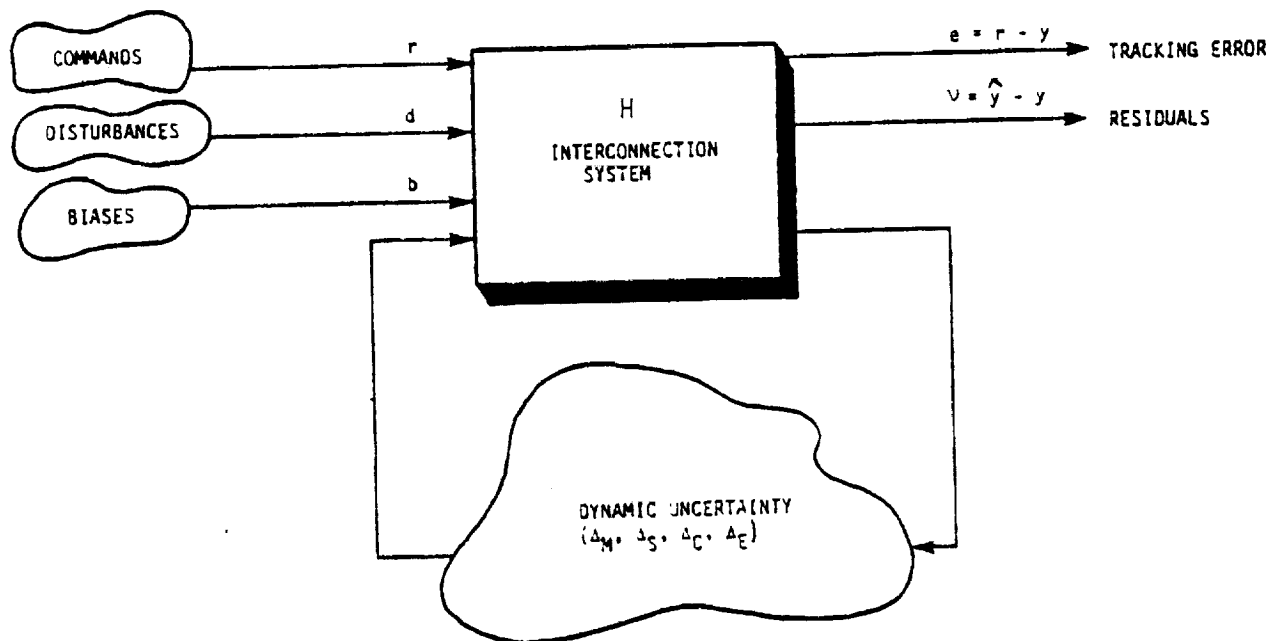 COMMANDS
r
e = r - y
TRACKING ERROR
DISTURBANCES
d
H
ν = ŷ - y
RESIDUALS
INTERCONNECTION
SYSTEM
BIASES
b
DYNAMIC UNCERTAINTY
(Δ_M, Δ_S, Δ_C, Δ_E)